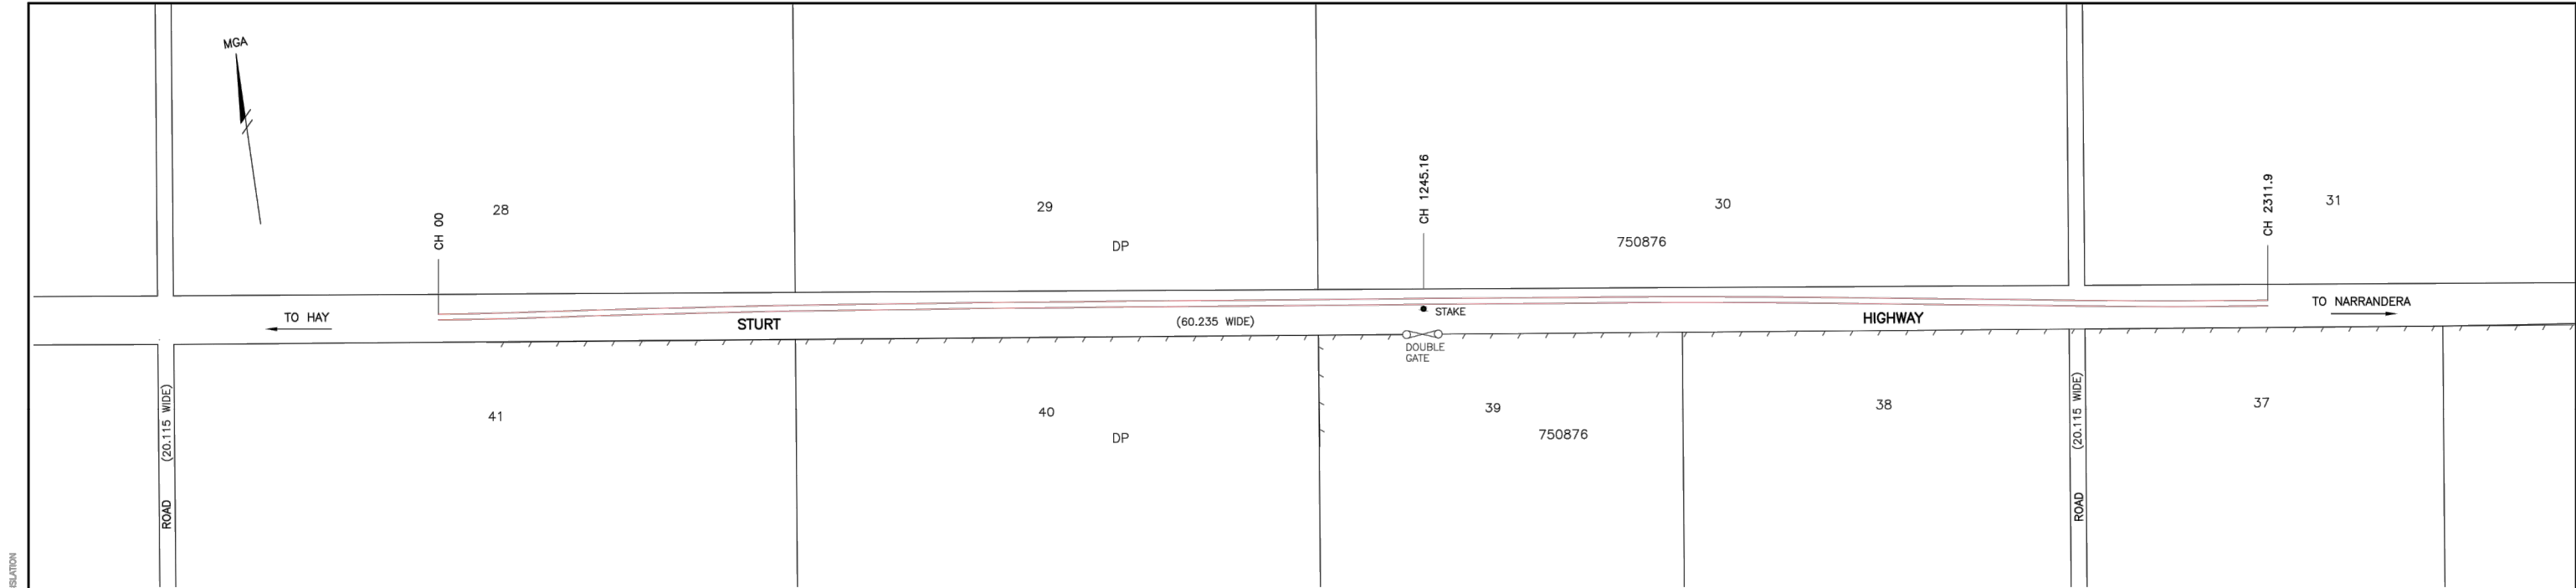 MGA
CH 00
28
29
DP
CH 1245.16
30
750876
CH 2311.9
31
TO HAY
STURT
(60.235 WIDE)
STAKE
HIGHWAY
TO NARRANDERA
DOUBLE
GATE
ROAD (20.115 WIDE)
41
40
DP
39
750876
38
ROAD (20.115 WIDE)
37